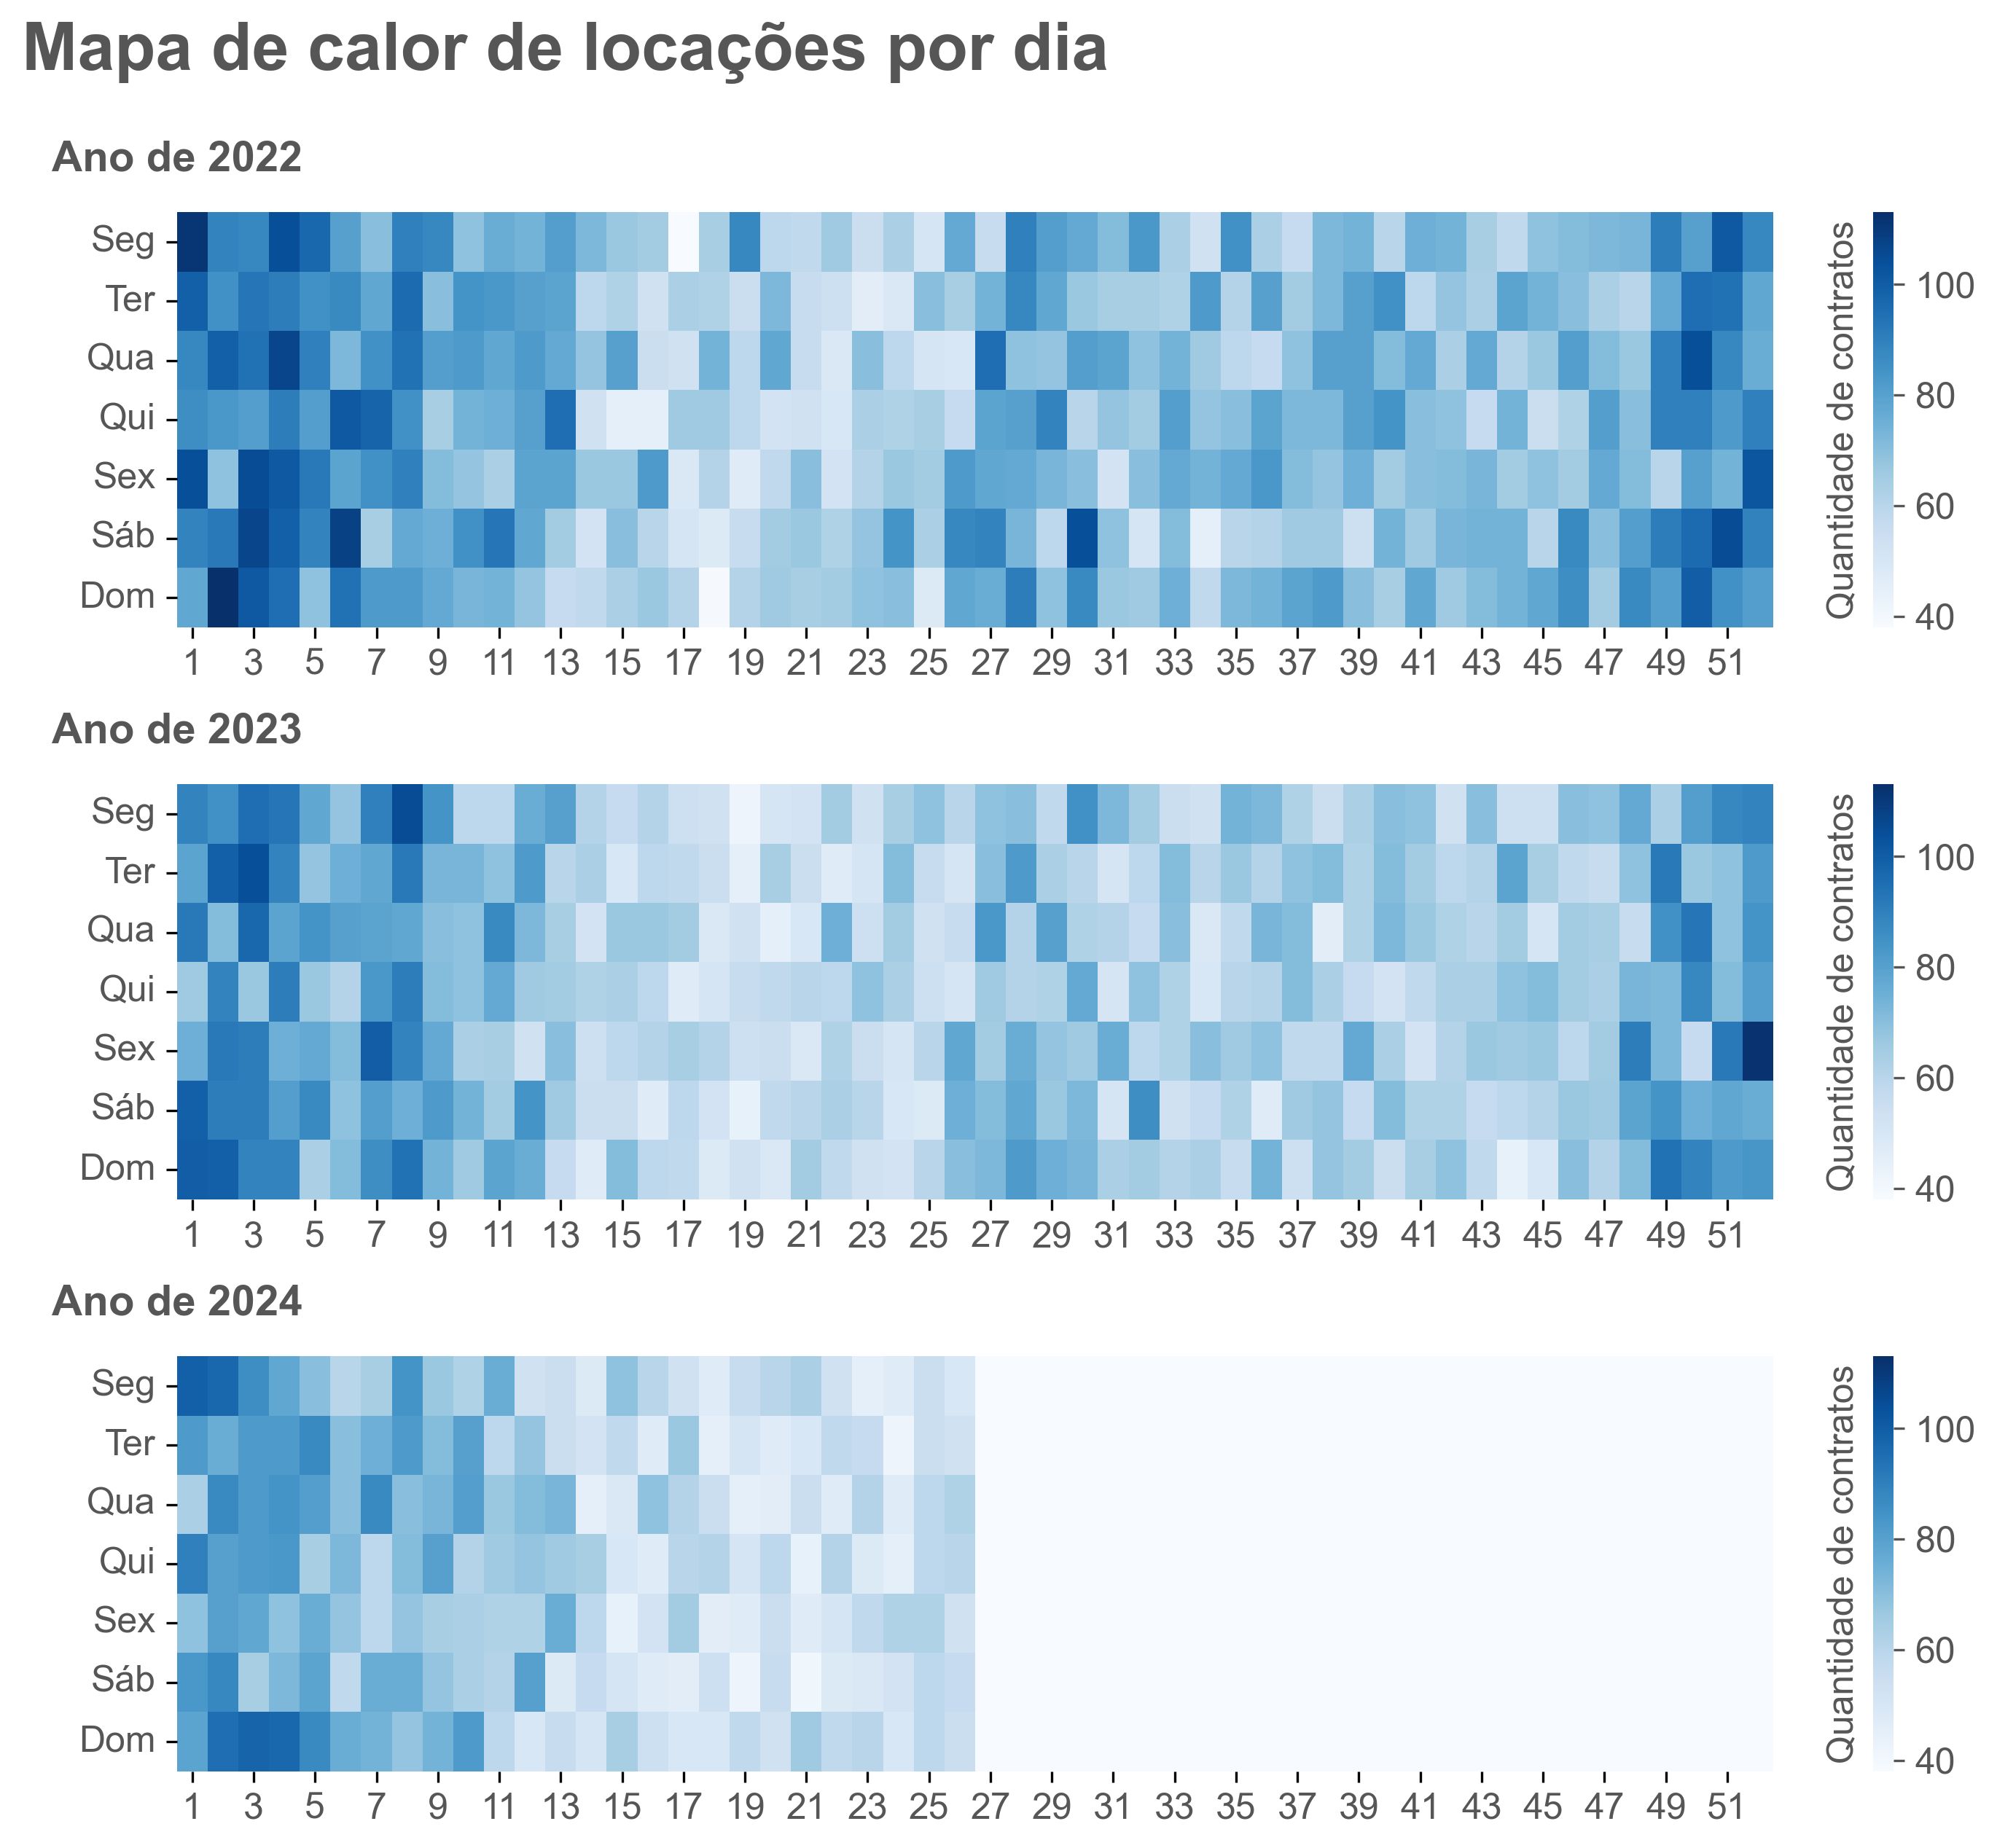 Mapa de calor de locações por dia
Ano de 2022
Seg
Ter
Qua
Qui
Sex
Sáb
Dom
1 3 5 7 9 11 13 15 17 19 21 23 25 27 29 31 33 35 37 39 41 43 45 47 49 51
Quantidade de contratos
100
80
60
40
Ano de 2023
Seg
Ter
Qua
Qui
Sex
Sáb
Dom
1 3 5 7 9 11 13 15 17 19 21 23 25 27 29 31 33 35 37 39 41 43 45 47 49 51
Quantidade de contratos
100
80
60
40
Ano de 2024
Seg
Ter
Qua
Qui
Sex
Sáb
Dom
1 3 5 7 9 11 13 15 17 19 21 23 25 27 29 31 33 35 37 39 41 43 45 47 49 51
Quantidade de contratos
100
80
60
40